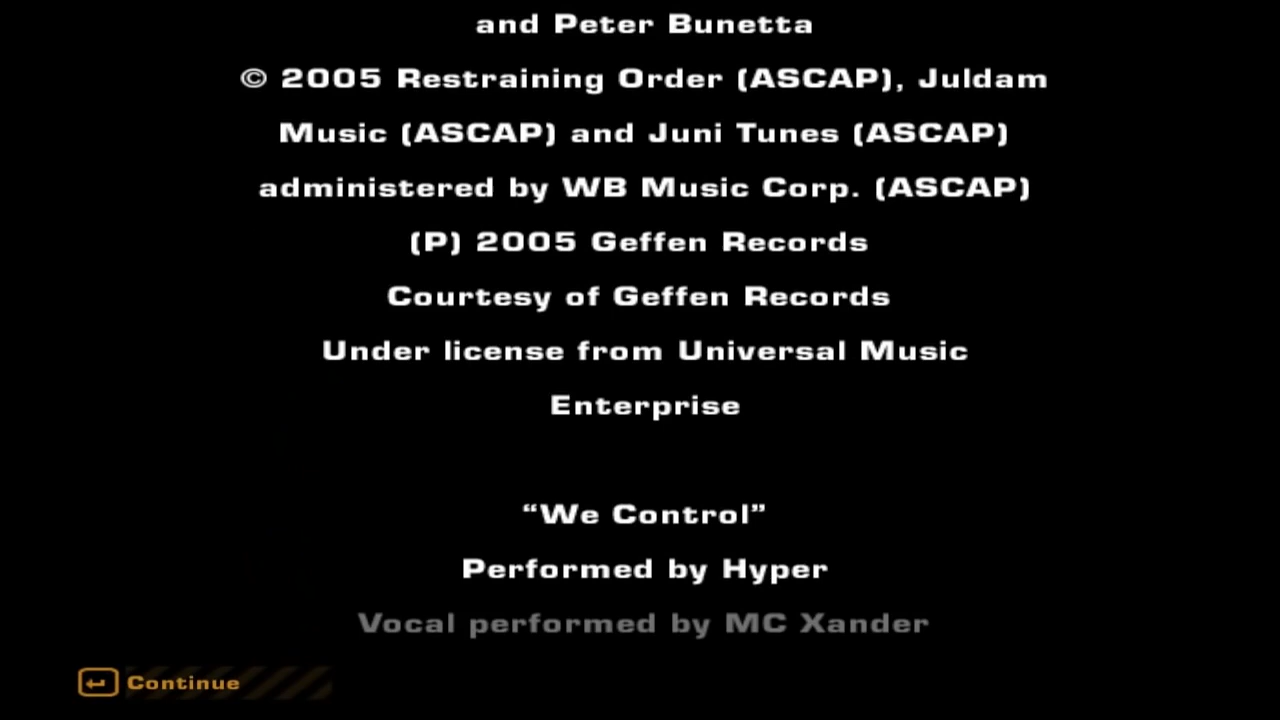 and Peter Bunetta
© 2005 Restraining Order (ASCAP), Juldam
Music (ASCAP) and Juni Tunes (ASCAP)
administered by WB Music Corp. (ASCAP)
(P) 2005 Geffen Records
Courtesy of Geffen Records
Under license from Universal Music
Enterprise
“We Control”
Performed by Hyper
Vocal performed by MC Xander
Continue